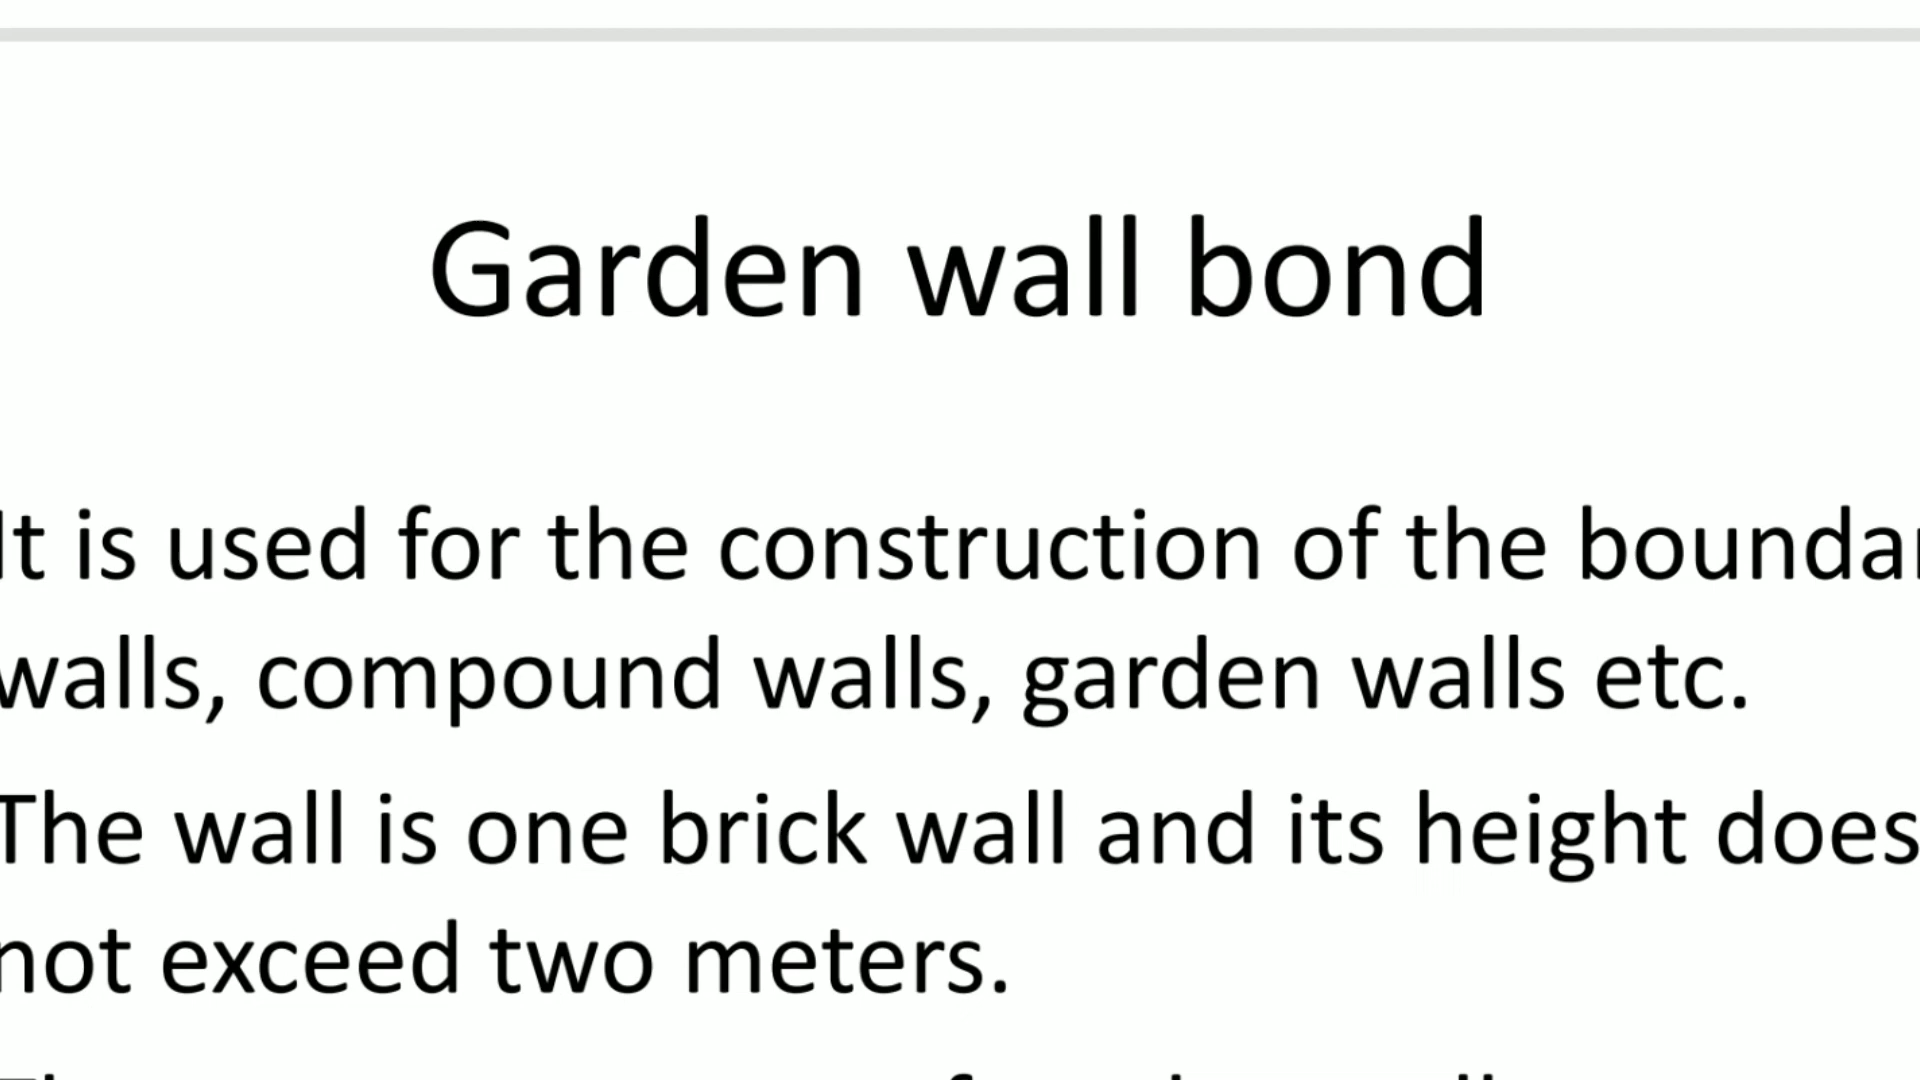 Garden wall bond
It is used for the construction of the boundar
walls, compound walls, garden walls etc.
The wall is one brick wall and its height does
not exceed two meters.